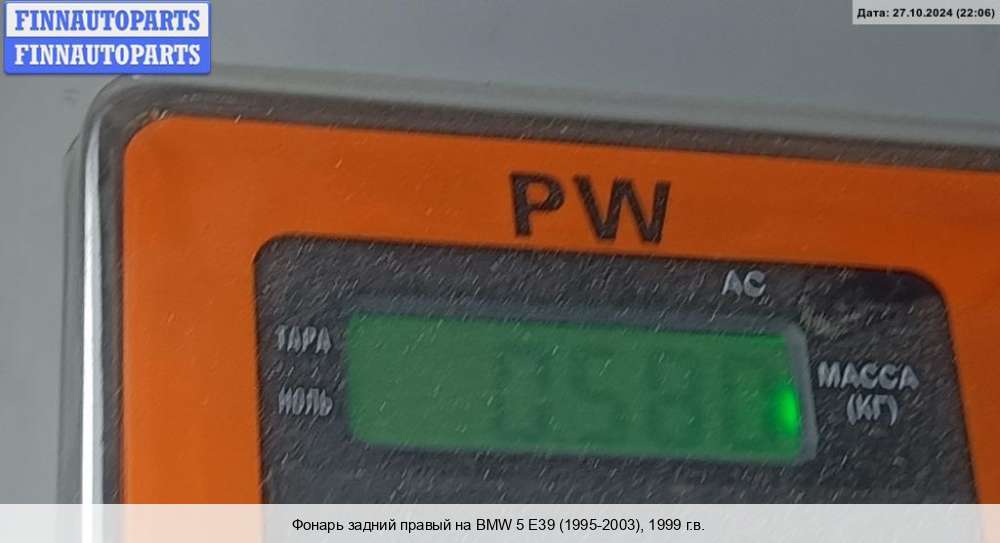 FINNAUTOPARTS
FINNAUTOPARTS
Дата: 27.10.2024 (22:06)
PW
AC
ТАРА
НОЛЬ
МАССА
(КГ)
Фонарь задний правый на BMW 5 E39 (1995-2003), 1999 г.в.